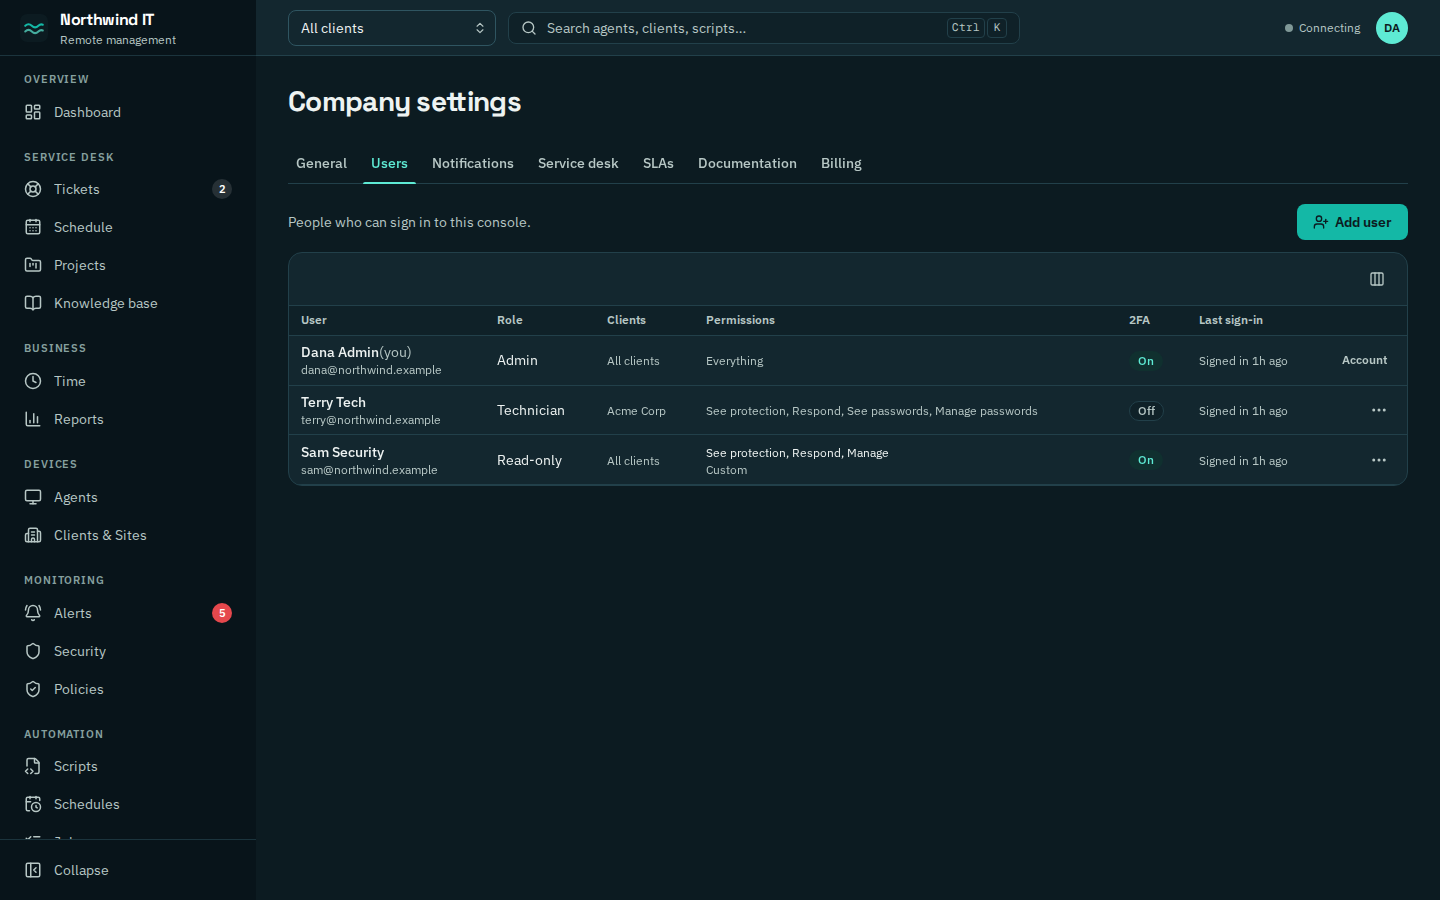 Northwind IT
Remote management
All clients
Search agents, clients, scripts...
Ctrl K
Connecting
DA
OVERVIEW
Dashboard
SERVICE DESK
Tickets 2
Schedule
Projects
Knowledge base
BUSINESS
Time
Reports
DEVICES
Agents
Clients & Sites
MONITORING
Alerts 5
Security
Policies
AUTOMATION
Scripts
Schedules
Collapse
Company settings
General Users Notifications Service desk SLAs Documentation Billing
People who can sign in to this console.
Add user
User Role Clients Permissions 2FA Last sign-in
Dana Admin(you)
dana@northwind.example
Admin All clients Everything On Signed in 1h ago Account
Terry Tech
terry@northwind.example
Technician Acme Corp See protection, Respond, See passwords, Manage passwords Off Signed in 1h ago
Sam Security
sam@northwind.example
Read-only All clients See protection, Respond, Manage
Custom
On Signed in 1h ago